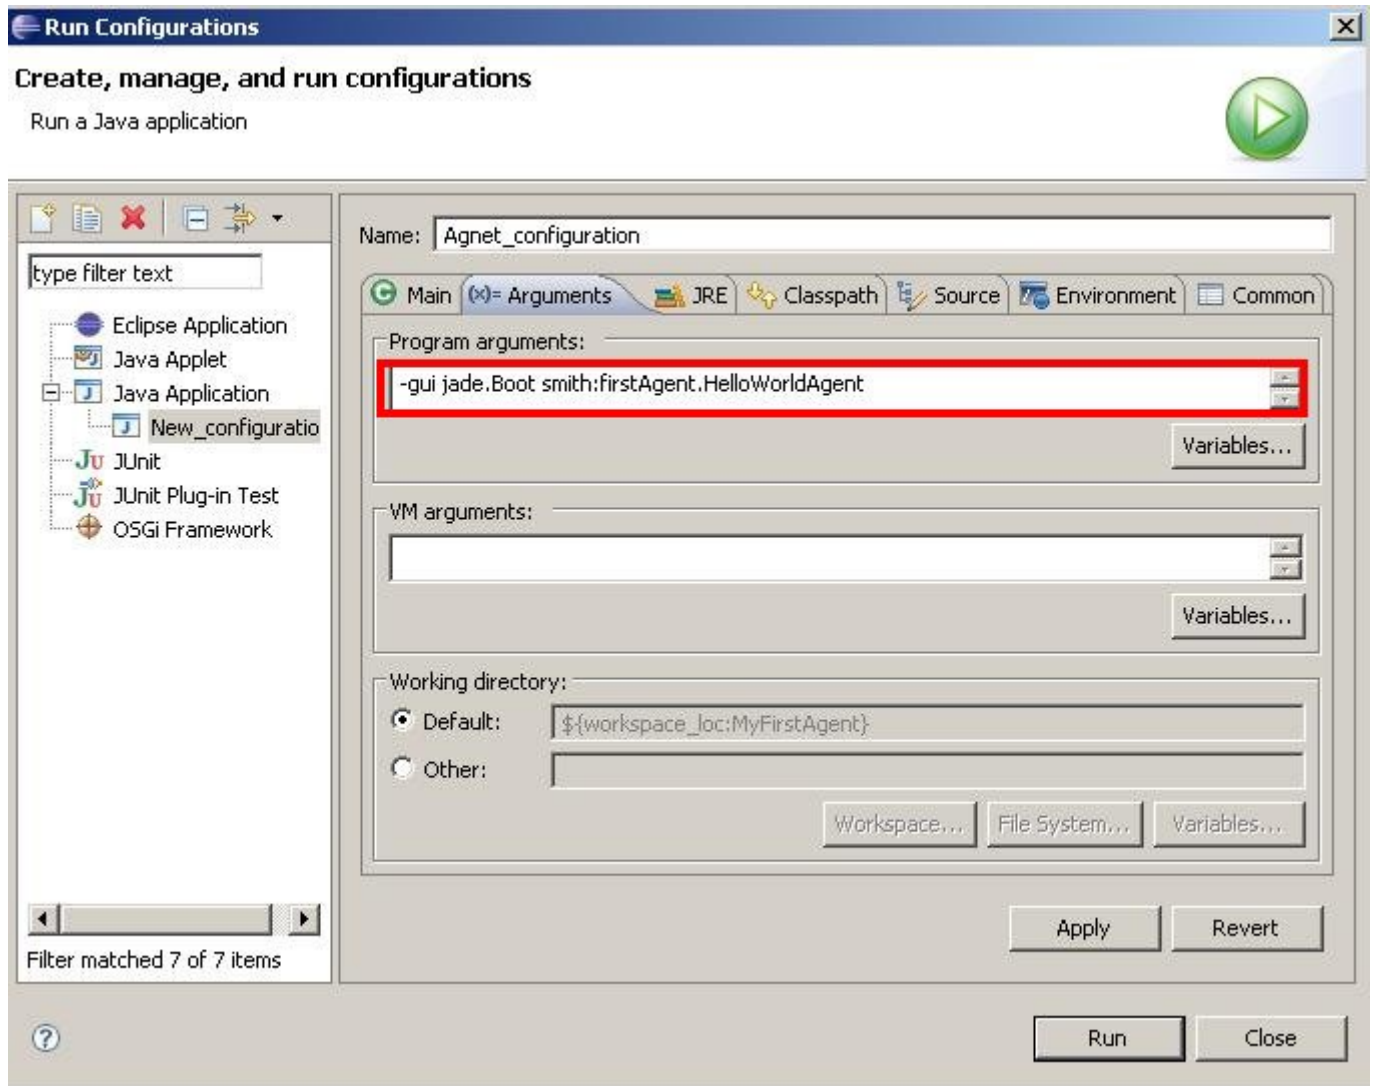 Run Configurations
Create, manage, and run configurations
Run a Java application
type filter text
Eclipse Application
Java Applet
Java Application
New_configuratio
JUnit
JUnit Plug-in Test
OSGi Framework
Filter matched 7 of 7 items
Name: Agnet_configuration
Main (x)= Arguments JRE Classpath Source Environment Common
Program arguments:
-gui jade.Boot smith:firstAgent.HelloWorldAgent
Variables...
VM arguments:
Variables...
Working directory:
Default: ${workspace_loc:MyFirstAgent}
Other:
Workspace... File System... Variables...
Apply Revert
Run Close